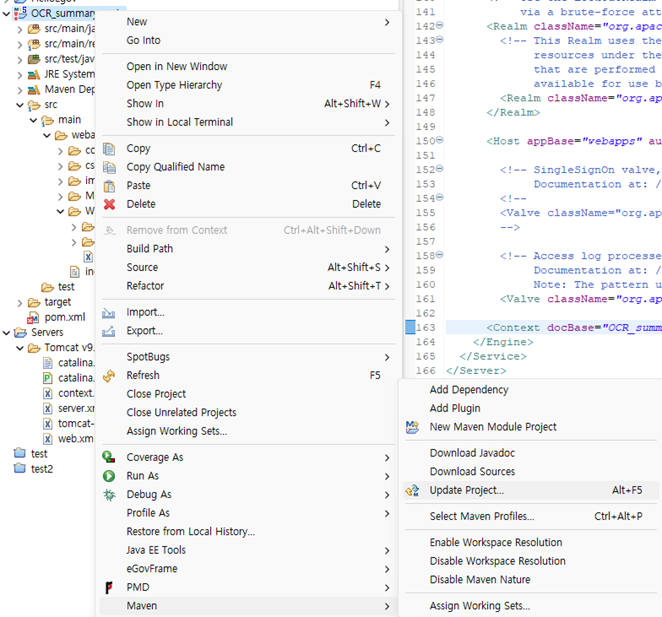 OCR_summary
src/main/ja
src/main/re
src/test/jav
JRE System
Maven Dep
src
main
weba
test
target
pom.xml
Servers
Tomcat v9.
catalina.
catalina.
context.
server.xm
tomcat-
web.xm
test
test2
New
Go Into
Open in New Window
Open Type Hierarchy F4
Show In Alt+Shift+W
Show in Local Terminal
Copy Ctrl+C
Copy Qualified Name
Paste Ctrl+V
Delete Delete
Remove from Context Ctrl+Alt+Shift+Down
Build Path
Source Alt+Shift+S
Refactor Alt+Shift+T
Import...
Export...
SpotBugs
Refresh F5
Close Project
Close Unrelated Projects
Assign Working Sets...
Coverage As
Run As
Debug As
Profile As
Restore from Local History...
Java EE Tools
eGovFrame
PMD
Maven
141 via a brute-force att
142 <Realm className="org.apac
143 <!-- This Realm uses the
144 resources under the
145 that are performed
146 available for use b
147 <Realm className="org.ap
148 </Realm>
149
150 <Host appBase="webapps" au
151
152 <!-- SingleSignOn valve,
153 Documentation at: /
154 <!--
155 <Valve className="org.ap
156 -->
157
158 <!-- Access log processe
159 Documentation at: /
160 Note: The pattern u
161 <Valve className="org.ap
162
163 <Context docBase="OCR_summ
164 </Engine>
165 </Service>
166 </Server>
Add Dependency
Add Plugin
New Maven Module Project
Download Javadoc
Download Sources
Update Project... Alt+F5
Select Maven Profiles... Ctrl+Alt+P
Enable Workspace Resolution
Disable Workspace Resolution
Disable Maven Nature
Assign Working Sets...